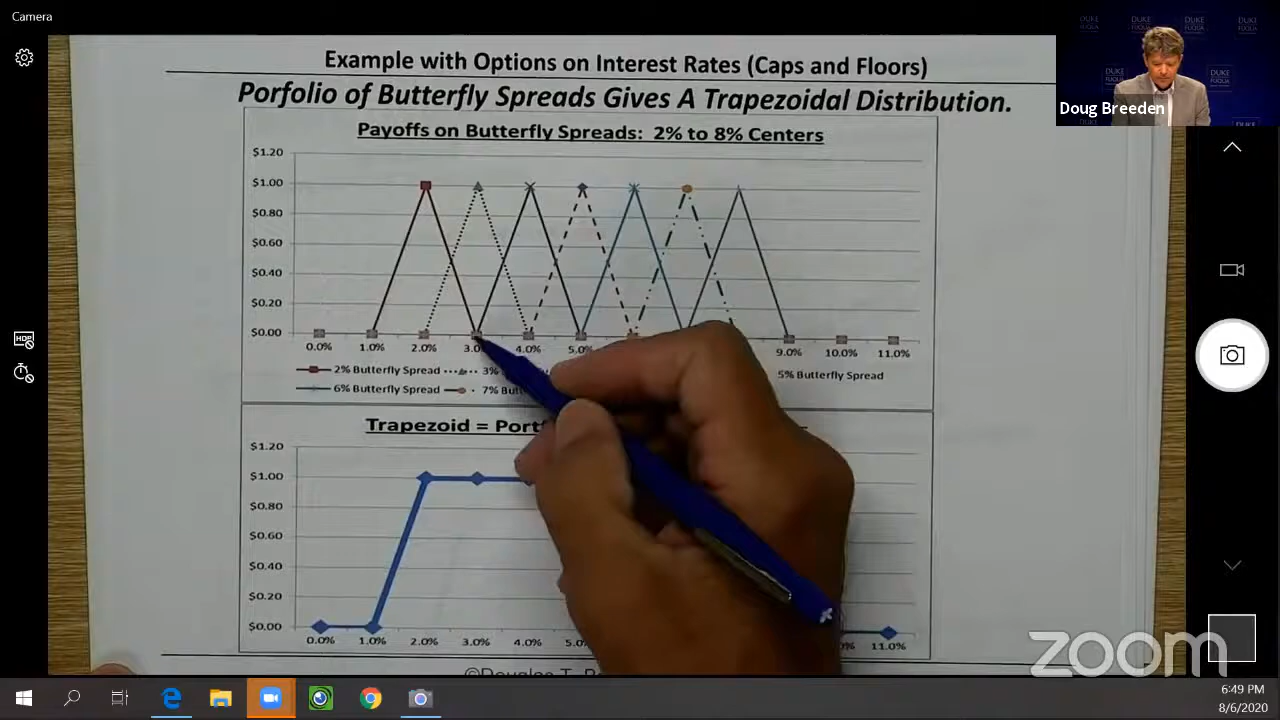 Camera
Example with Options on Interest Rates (Caps and Floors)
Porfolio of Butterfly Spreads Gives A Trapezoidal Distribution.
Doug Breeden
DUKE
FUQUA
Payoffs on Butterfly Spreads: 2% to 8% Centers
$1.20
$1.00
$0.80
$0.60
$0.40
$0.20
$0.00
0.0% 1.0% 2.0% 3.0% 4.0% 5.0% 9.0% 10.0% 11.0%
2% Butterfly Spread 3% 5% Butterfly Spread
6% Butterfly Spread 7%
Trapezoid =
$1.20
$1.00
$0.80
$0.60
$0.40
$0.20
$0.00
0.0% 1.0% 2.0% 3.0% 4.0% 11.0%
zoom
6:49 PM
8/6/2020